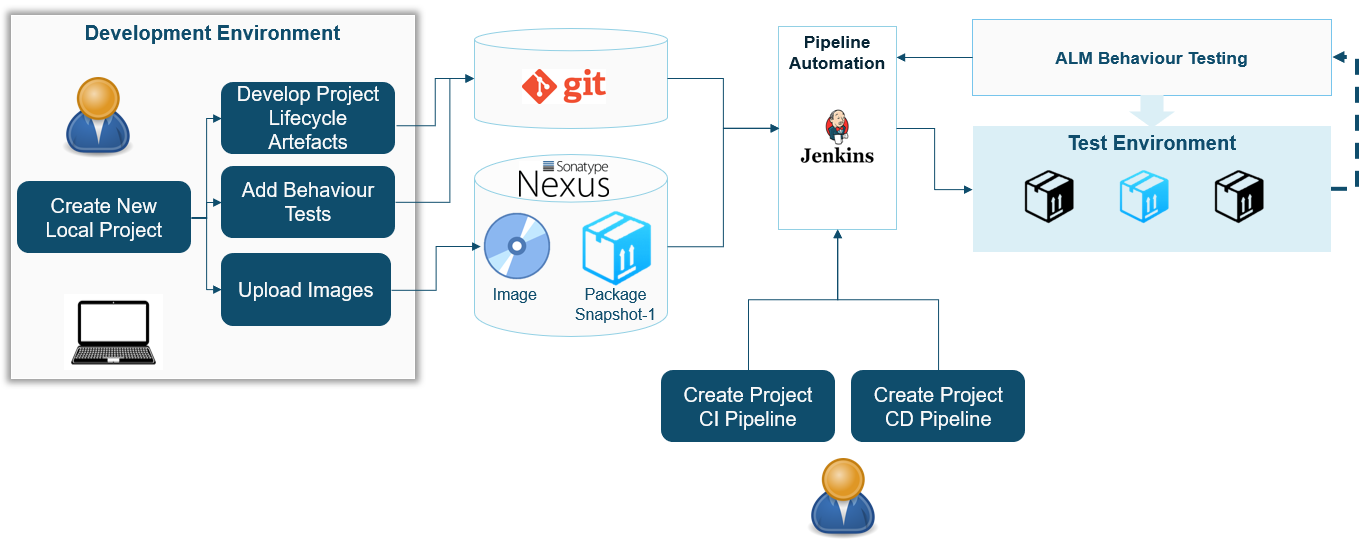 Development Environment
Develop Project
Lifecycle
Artefacts
Add Behaviour
Tests
Create New
Local Project
Upload Images
git
Sonatype
Nexus
Image
Package
Snapshot-1
Pipeline
Automation
Jenkins
ALM Behaviour Testing
Test Environment
Create Project
CI Pipeline
Create Project
CD Pipeline